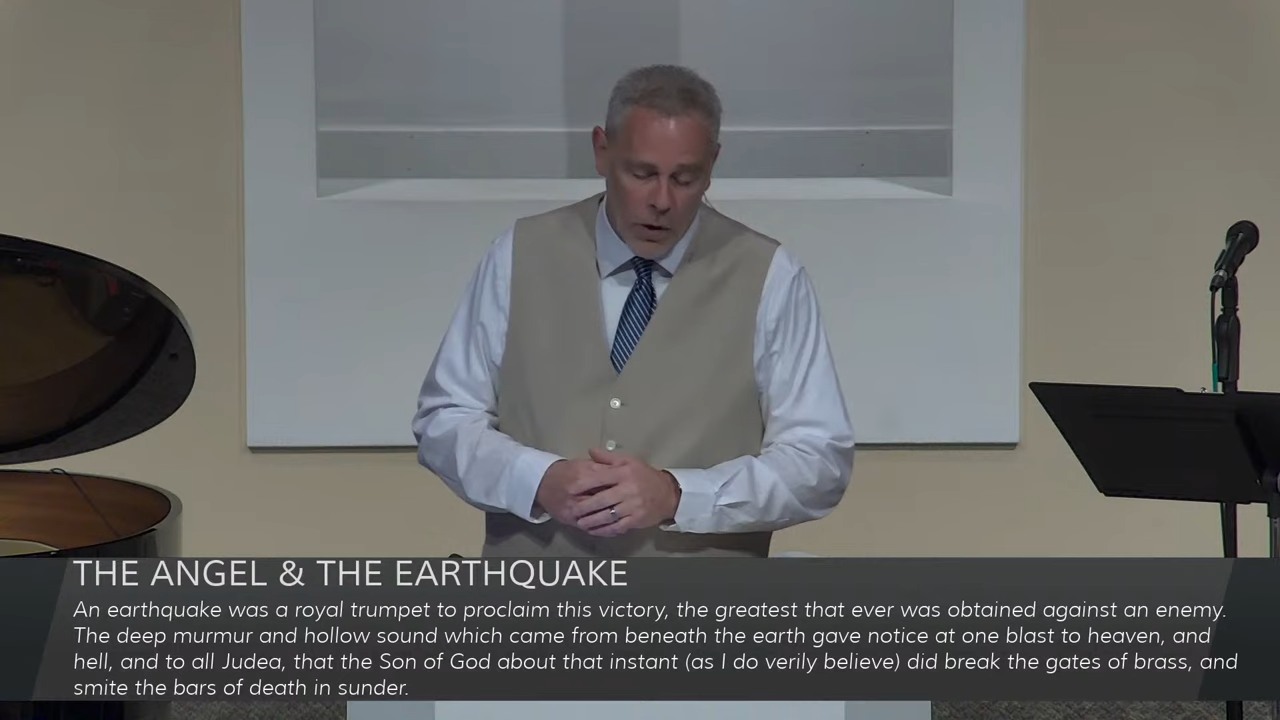 THE ANGEL & THE EARTHQUAKE
An earthquake was a royal trumpet to proclaim this victory, the greatest that ever was obtained against an enemy.
The deep murmur and hollow sound which came from beneath the earth gave notice at one blast to heaven, and
hell, and to all Judea, that the Son of God about that instant (as I do verily believe) did break the gates of brass, and
smite the bars of death in sunder.